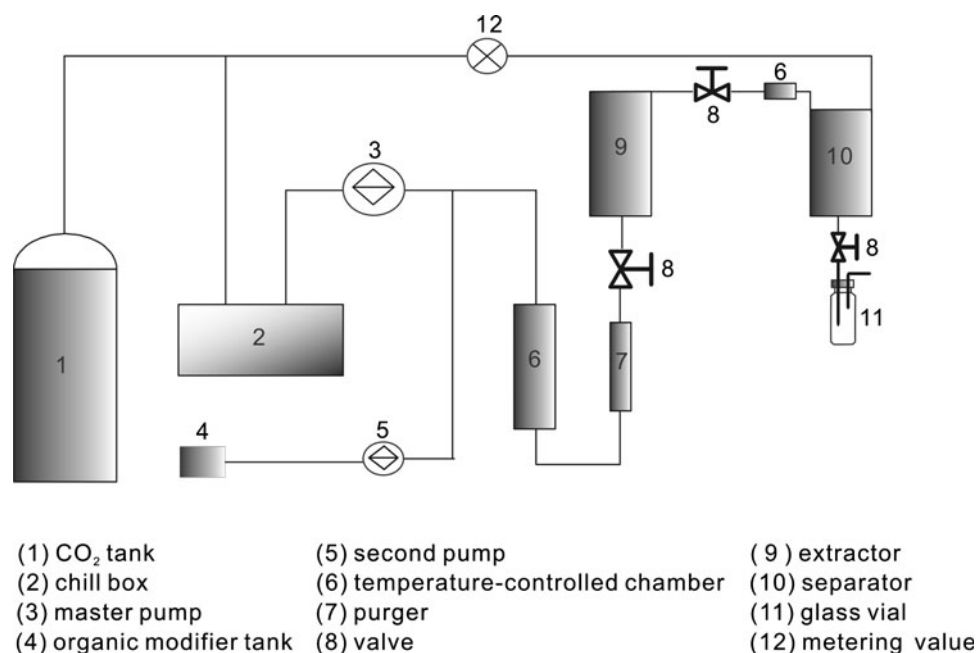 12
6
8
3
9
10
8
8
2
11
1
6
7
4
5
(1) CO₂ tank
(2) chill box
(3) master pump
(4) organic modifier tank
(5) second pump
(6) temperature-controlled chamber
(7) purger
(8) valve
(9) extractor
(10) separator
(11) glass vial
(12) metering value